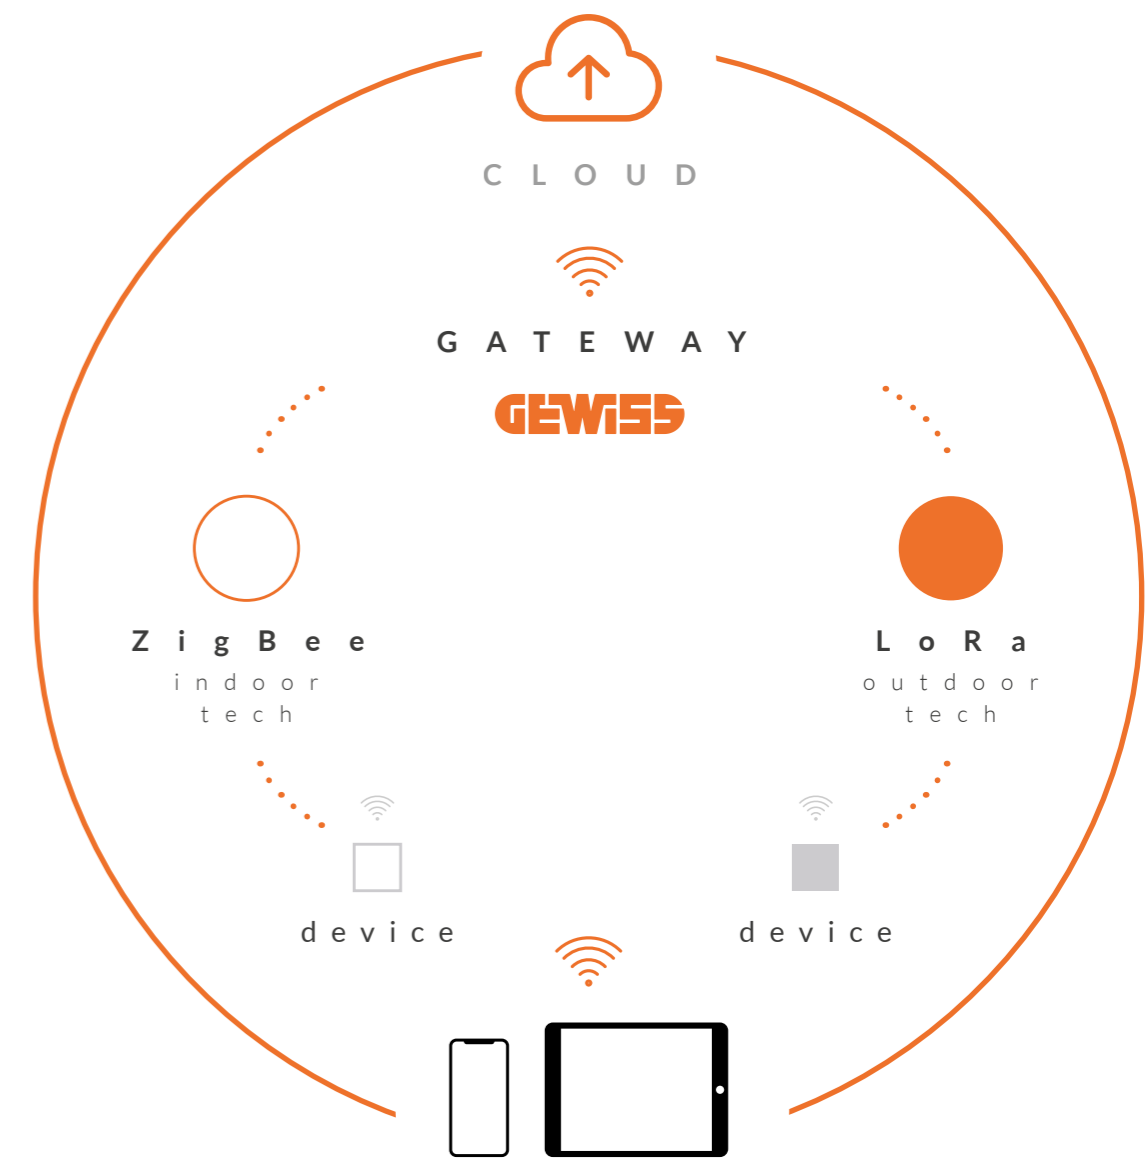 CLOUD
GATEWAY
GEWISS
ZigBee
indoor
tech
LoRa
outdoor
tech
device
device